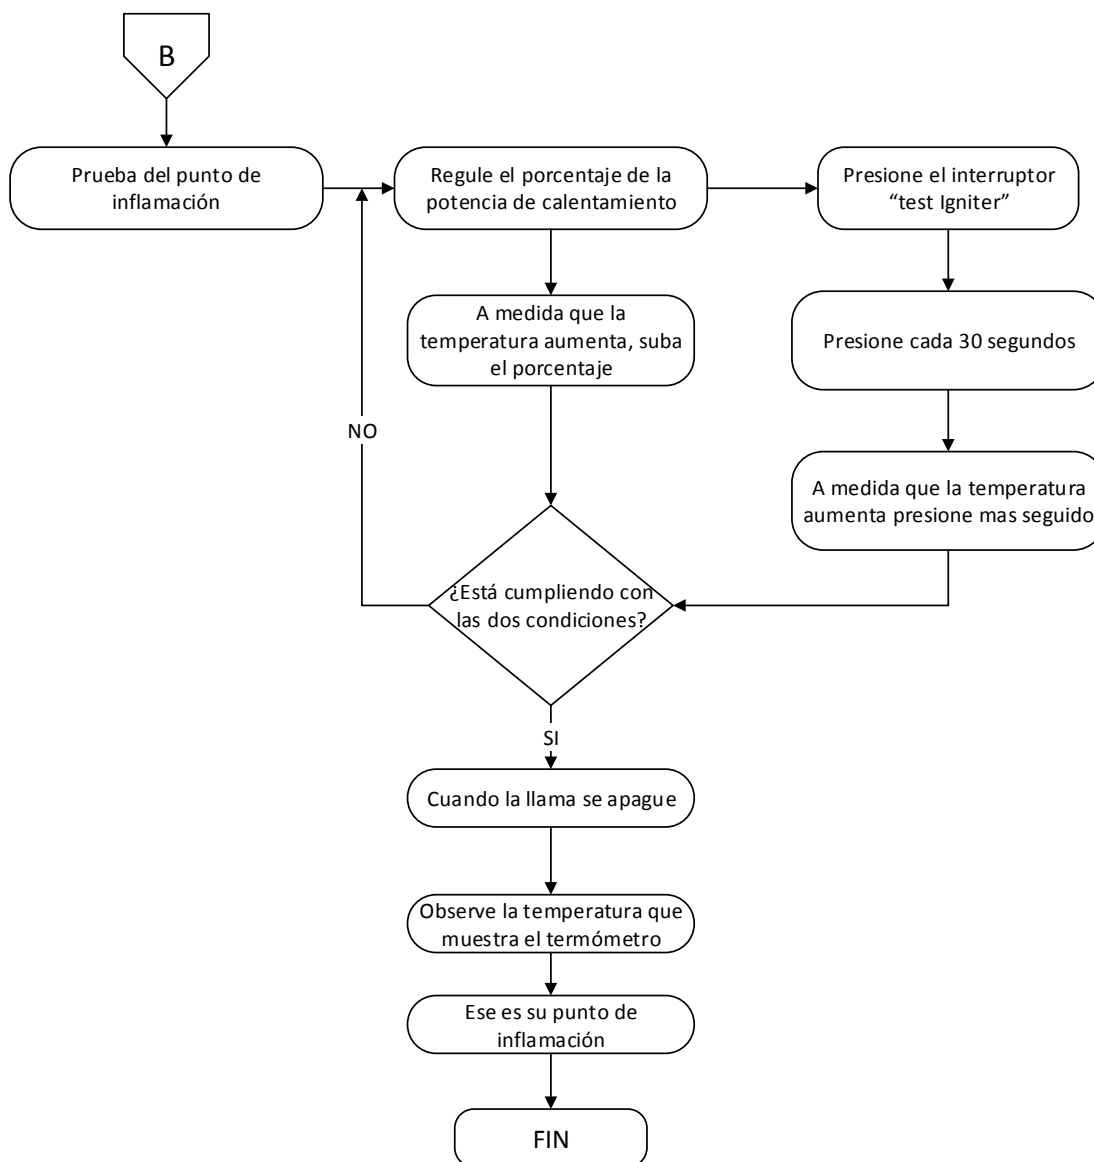 B
Prueba del punto de
inflamación
Regule el porcentaje de la
potencia de calentamiento
Presione el interruptor
“test Igniter”
A medida que la
temperatura aumenta, suba
el porcentaje
Presione cada 30 segundos
NO
A medida que la temperatura
aumenta presione mas seguido
¿Está cumpliendo con
las dos condiciones?
SI
Cuando la llama se apague
Observe la temperatura que
muestra el termómetro
Ese es su punto de
inflamación
FIN